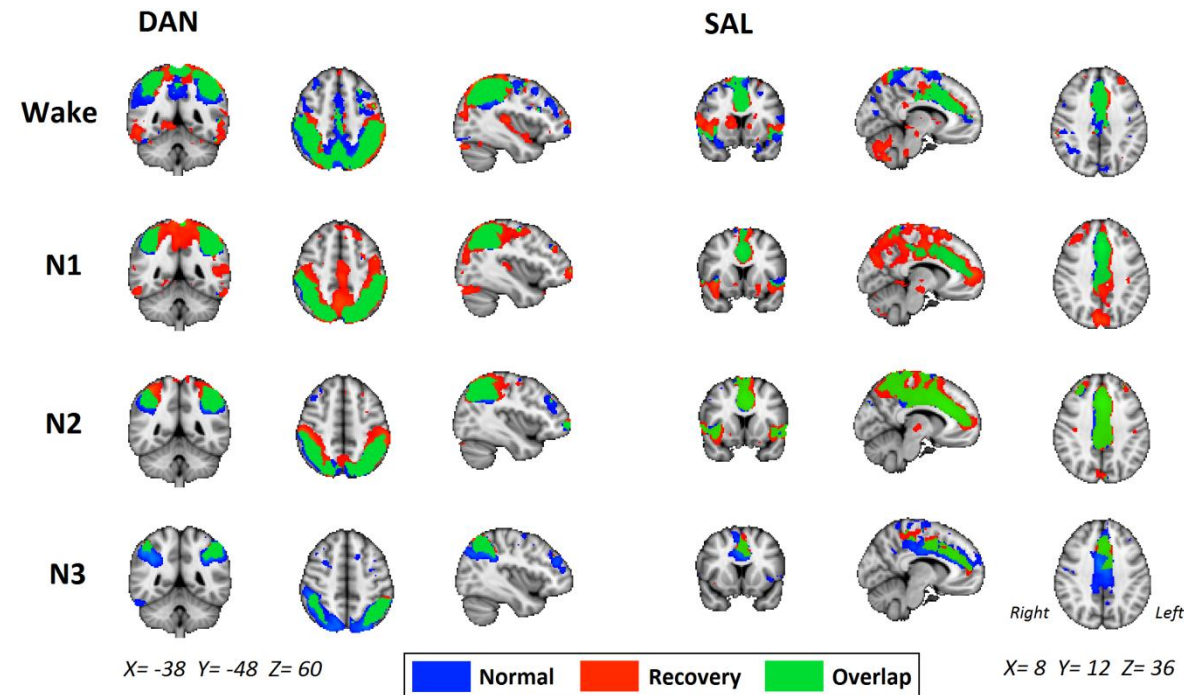 DAN SAL
Wake
N1
N2
N3
Right Left
X= -38 Y= -48 Z= 60
Normal Recovery Overlap
X= 8 Y= 12 Z= 36